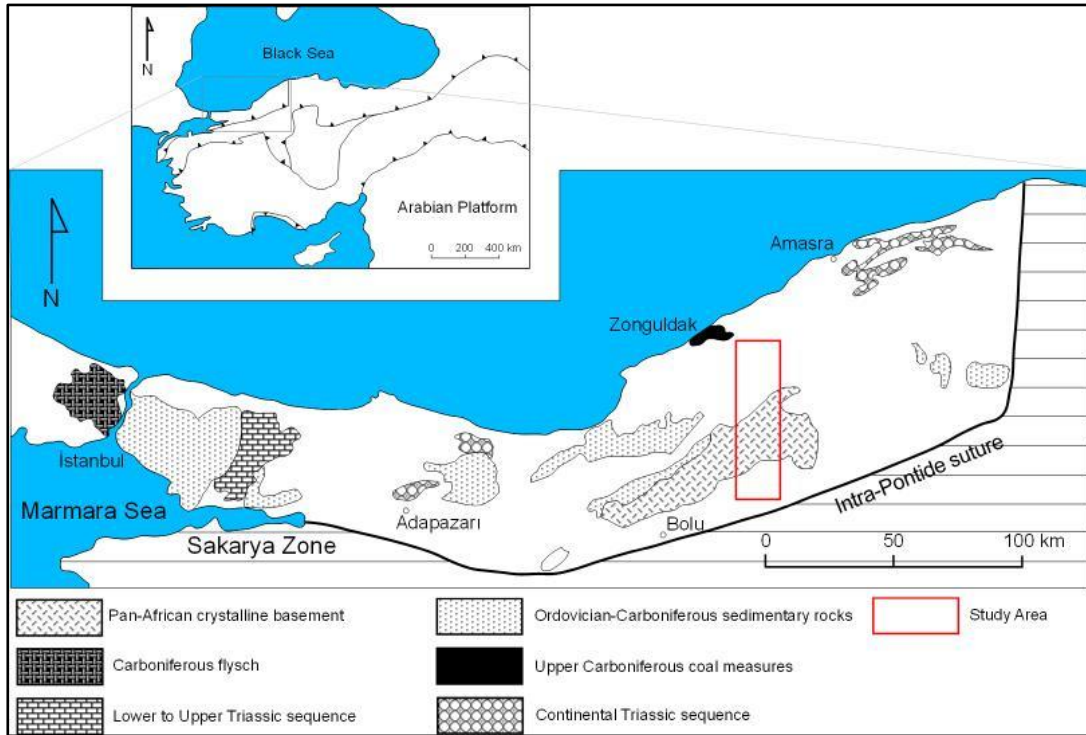 Black Sea
N
Arabian Platform
0 200 400 km
N
Amasra
Zonguldak
İstanbul
Marmara Sea
Adapazarı
Bolu
Intra-Pontide suture
Sakarya Zone
0 50 100 km
Pan-African crystalline basement
Ordovician-Carboniferous sedimentary rocks
Study Area
Carboniferous flysch
Upper Carboniferous coal measures
Lower to Upper Triassic sequence
Continental Triassic sequence